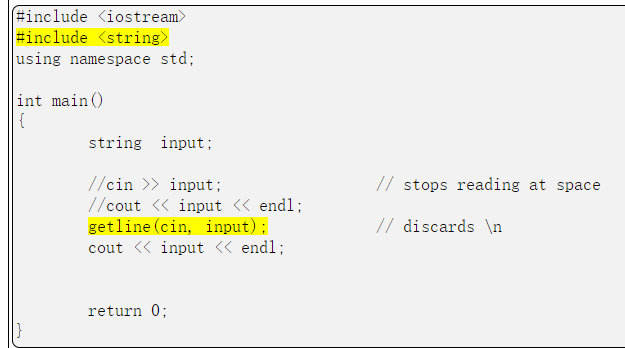 #include <iostream>
#include <string>
using namespace std;
int main()
{
string  input;
//cin >> input; // stops reading at space
//cout << input << endl;
getline(cin, input); // discards \n
cout << input << endl;
return 0;
}